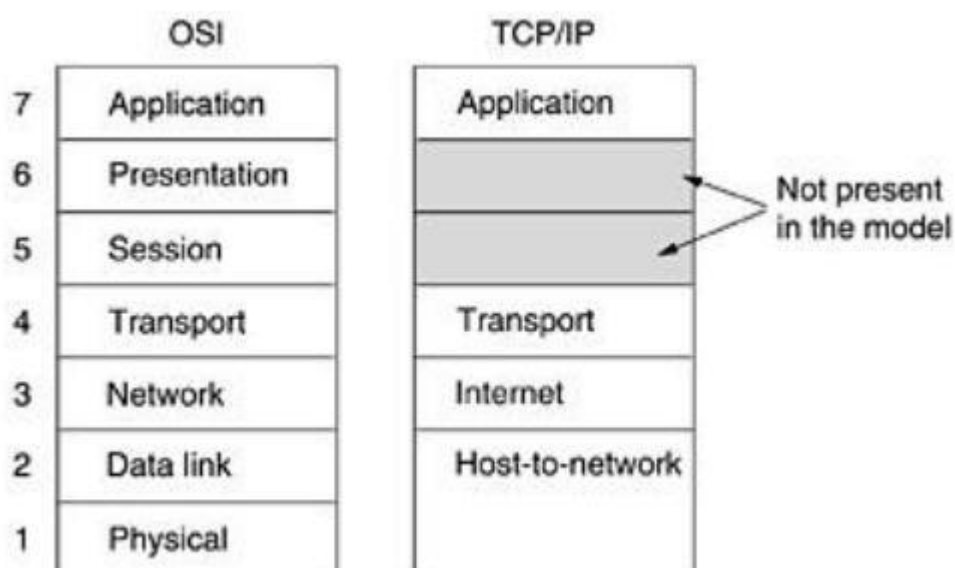 OSI TCP/IP
7 Application Application
6 Presentation
5 Session
Not present
in the model
4 Transport Transport
3 Network Internet
2 Data link Host-to-network
1 Physical